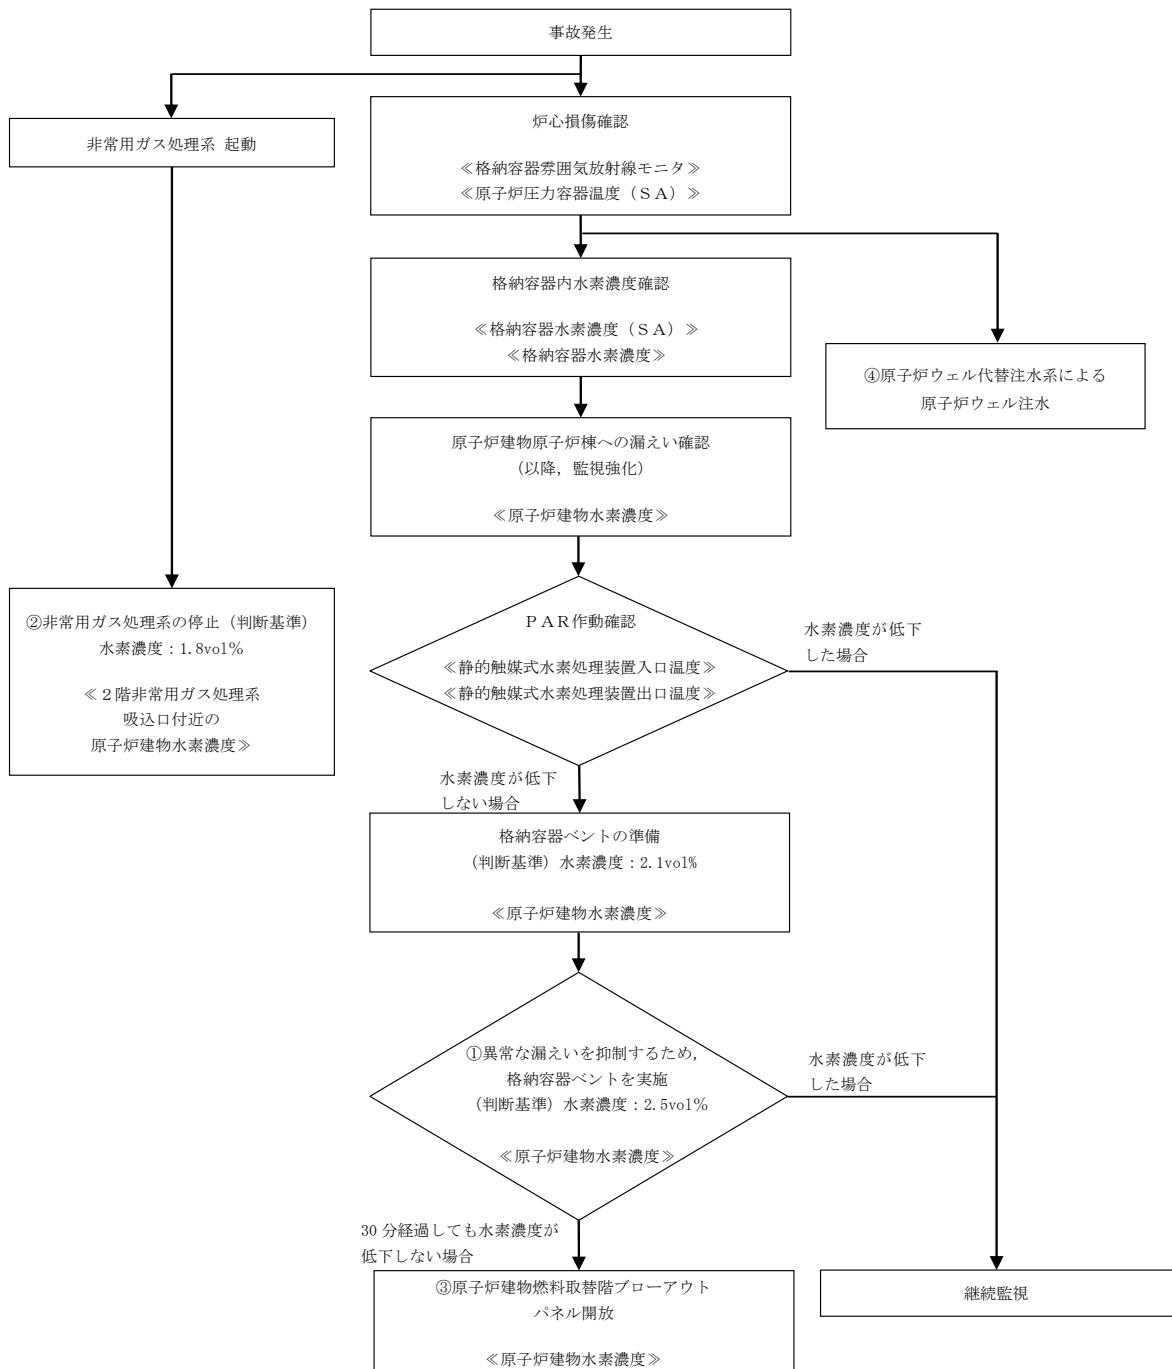 事故発生
非常用ガス処理系 起動
炉心損傷確認
≪格納容器雰囲気放射線モニタ≫
≪原子炉圧力容器温度（ＳＡ）≫
格納容器内水素濃度確認
≪格納容器水素濃度（ＳＡ）≫
≪格納容器水素濃度≫
④原子炉ウェル代替注水系による
原子炉ウェル注水
原子炉建物原子炉棟への漏えい確認
（以降，監視強化）
≪原子炉建物水素濃度≫
②非常用ガス処理系の停止（判断基準）
水素濃度：1.8vol％
≪２階非常用ガス処理系
吸込口付近の
原子炉建物水素濃度≫
ＰＡＲ作動確認
≪静的触媒式水素処理装置入口温度≫
≪静的触媒式水素処理装置出口温度≫
水素濃度が低下
した場合
水素濃度が低下
しない場合
格納容器ベントの準備
（判断基準）水素濃度：2.1vol%
≪原子炉建物水素濃度≫
①異常な漏えいを抑制するため，
格納容器ベントを実施
（判断基準）水素濃度：2.5vol％
≪原子炉建物水素濃度≫
水素濃度が低下
した場合
30 分経過しても水素濃度が
低下しない場合
③原子炉建物燃料取替階ブローアウト
パネル開放
≪原子炉建物水素濃度≫
継続監視